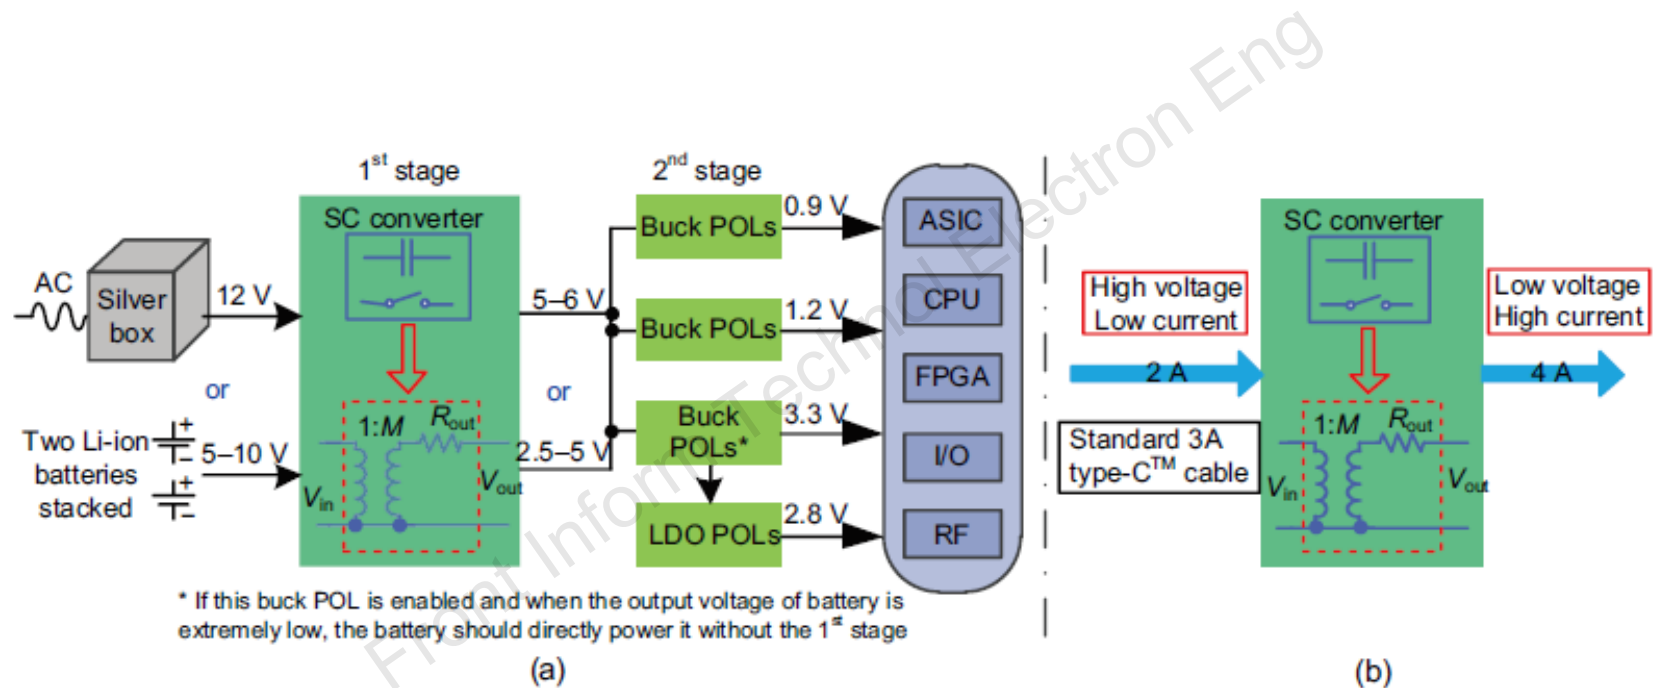 Front Inform Technol Electron Eng
1st stage
SC converter
2nd stage
AC
Silver
box
12 V
or
Two Li-ion
batteries
stacked
+
−
+
−
5–10 V
1:M
Rout
Vin
Vout
5–6 V
or
2.5–5 V
Buck POLs
0.9 V
Buck POLs
1.2 V
Buck
POLs*
3.3 V
LDO POLs
2.8 V
ASIC
CPU
FPGA
I/O
RF
* If this buck POL is enabled and when the output voltage of battery is
extremely low, the battery should directly power it without the 1st stage
(a)
SC converter
High voltage
Low current
2 A
Standard 3A
type-C™ cable
1:M
Rout
Vin
Vout
Low voltage
High current
4 A
(b)